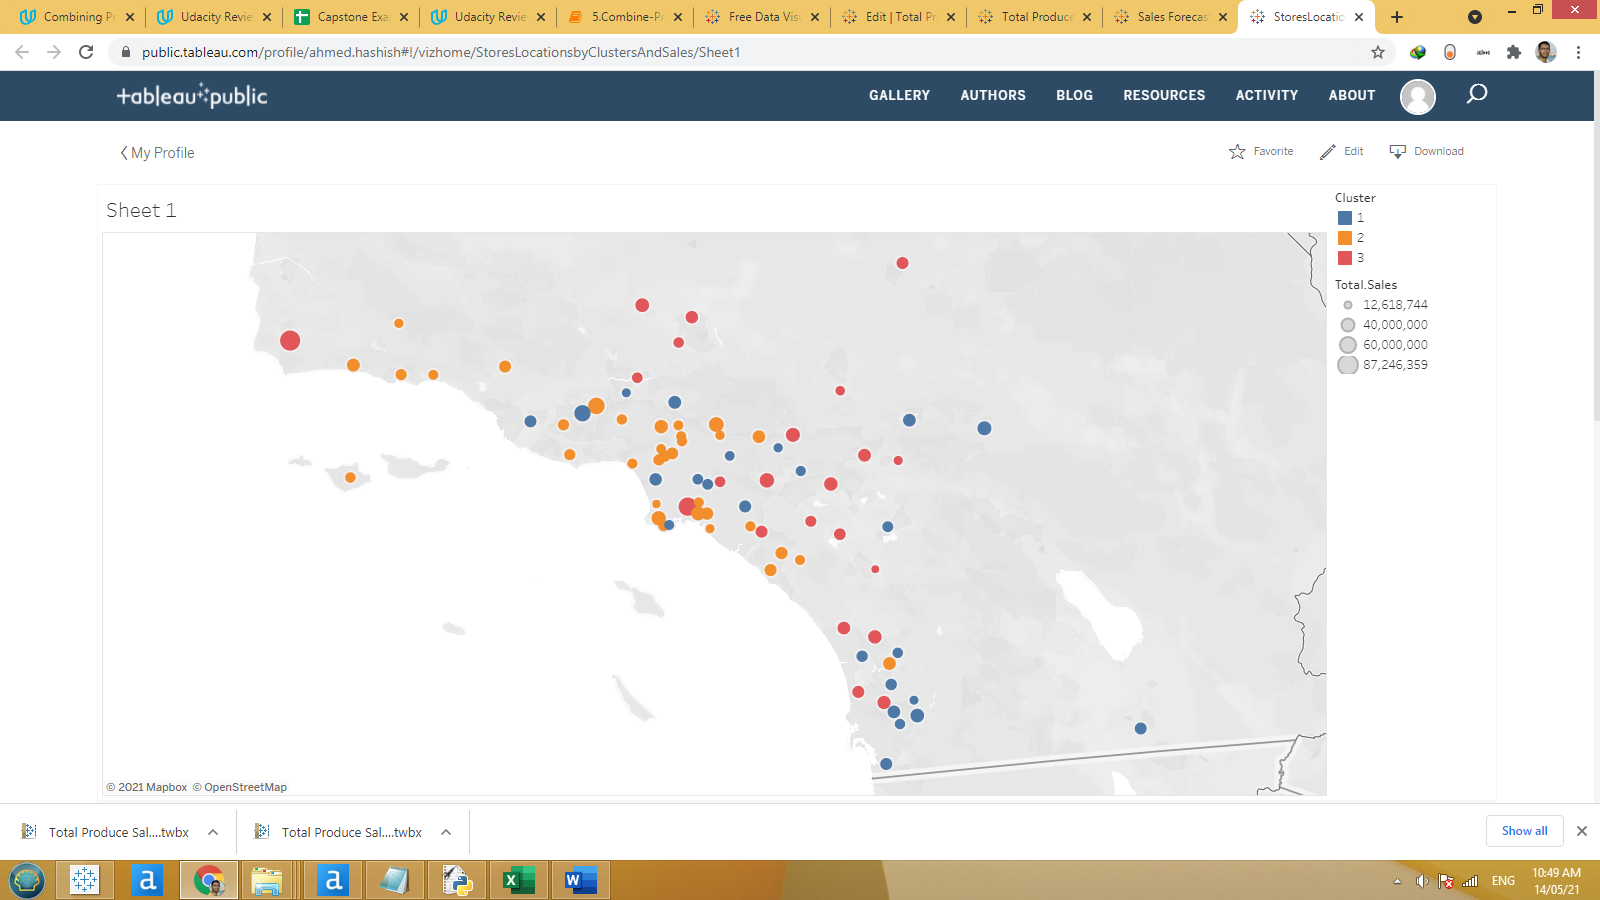 Combining Pr
Udacity Revie
Capstone Exa
Udacity Revie
5.Combine-Pr
Free Data Visu
Edit | Total Pr
Total Produce
Sales Forecas
StoresLocatio
public.tableau.com/profile/ahmed.hashish#!/vizhome/StoresLocationsbyClustersAndSales/Sheet1
+ableau public
GALLERY
AUTHORS
BLOG
RESOURCES
ACTIVITY
ABOUT
My Profile
Favorite
Edit
Download
Sheet 1
Cluster
1
2
3
Total.Sales
12,618,744
40,000,000
60,000,000
87,246,359
© 2021 Mapbox © OpenStreetMap
Total Produce Sal....twbx
Total Produce Sal....twbx
Show all
ENG
10:49 AM
14/05/21